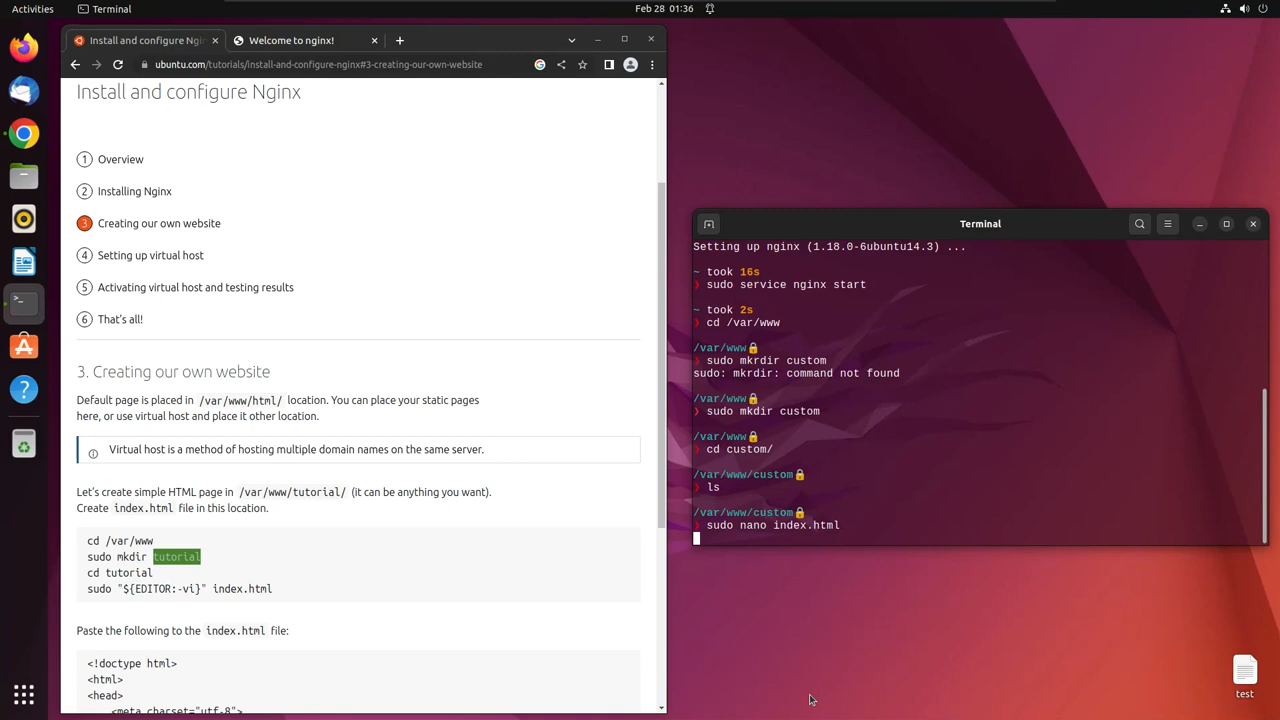 Activities
Terminal
Feb 28 01:36
Install and configure Ngi
Welcome to nginx!
ubuntu.com/tutorials/install-and-configure-nginx#3-creating-our-own-website
Install and configure Nginx
1 Overview
2 Installing Nginx
3 Creating our own website
4 Setting up virtual host
5 Activating virtual host and testing results
6 That's all!
3. Creating our own website
Default page is placed in /var/www/html/ location. You can place your static pages
here, or use virtual host and place it other location.
Virtual host is a method of hosting multiple domain names on the same server.
Let's create simple HTML page in /var/www/tutorial/ (it can be anything you want).
Create index.html file in this location.
cd /var/www
sudo mkdir tutorial
cd tutorial
sudo "${EDITOR:-vi}" index.html
Paste the following to the index.html file:
<!doctype html>
<html>
<head>
<meta charset="utf-8">
Terminal
Setting up nginx (1.18.0-6ubuntu14.3) ...
~ took 16s
❯ sudo service nginx start
~ took 2s
❯ cd /var/www
/var/www🔒
❯ sudo mkrdir custom
sudo: mkrdir: command not found
/var/www🔒
❯ sudo mkdir custom
/var/www🔒
❯ cd custom/
/var/www/custom🔒
❯ ls
/var/www/custom🔒
❯ sudo nano index.html
test